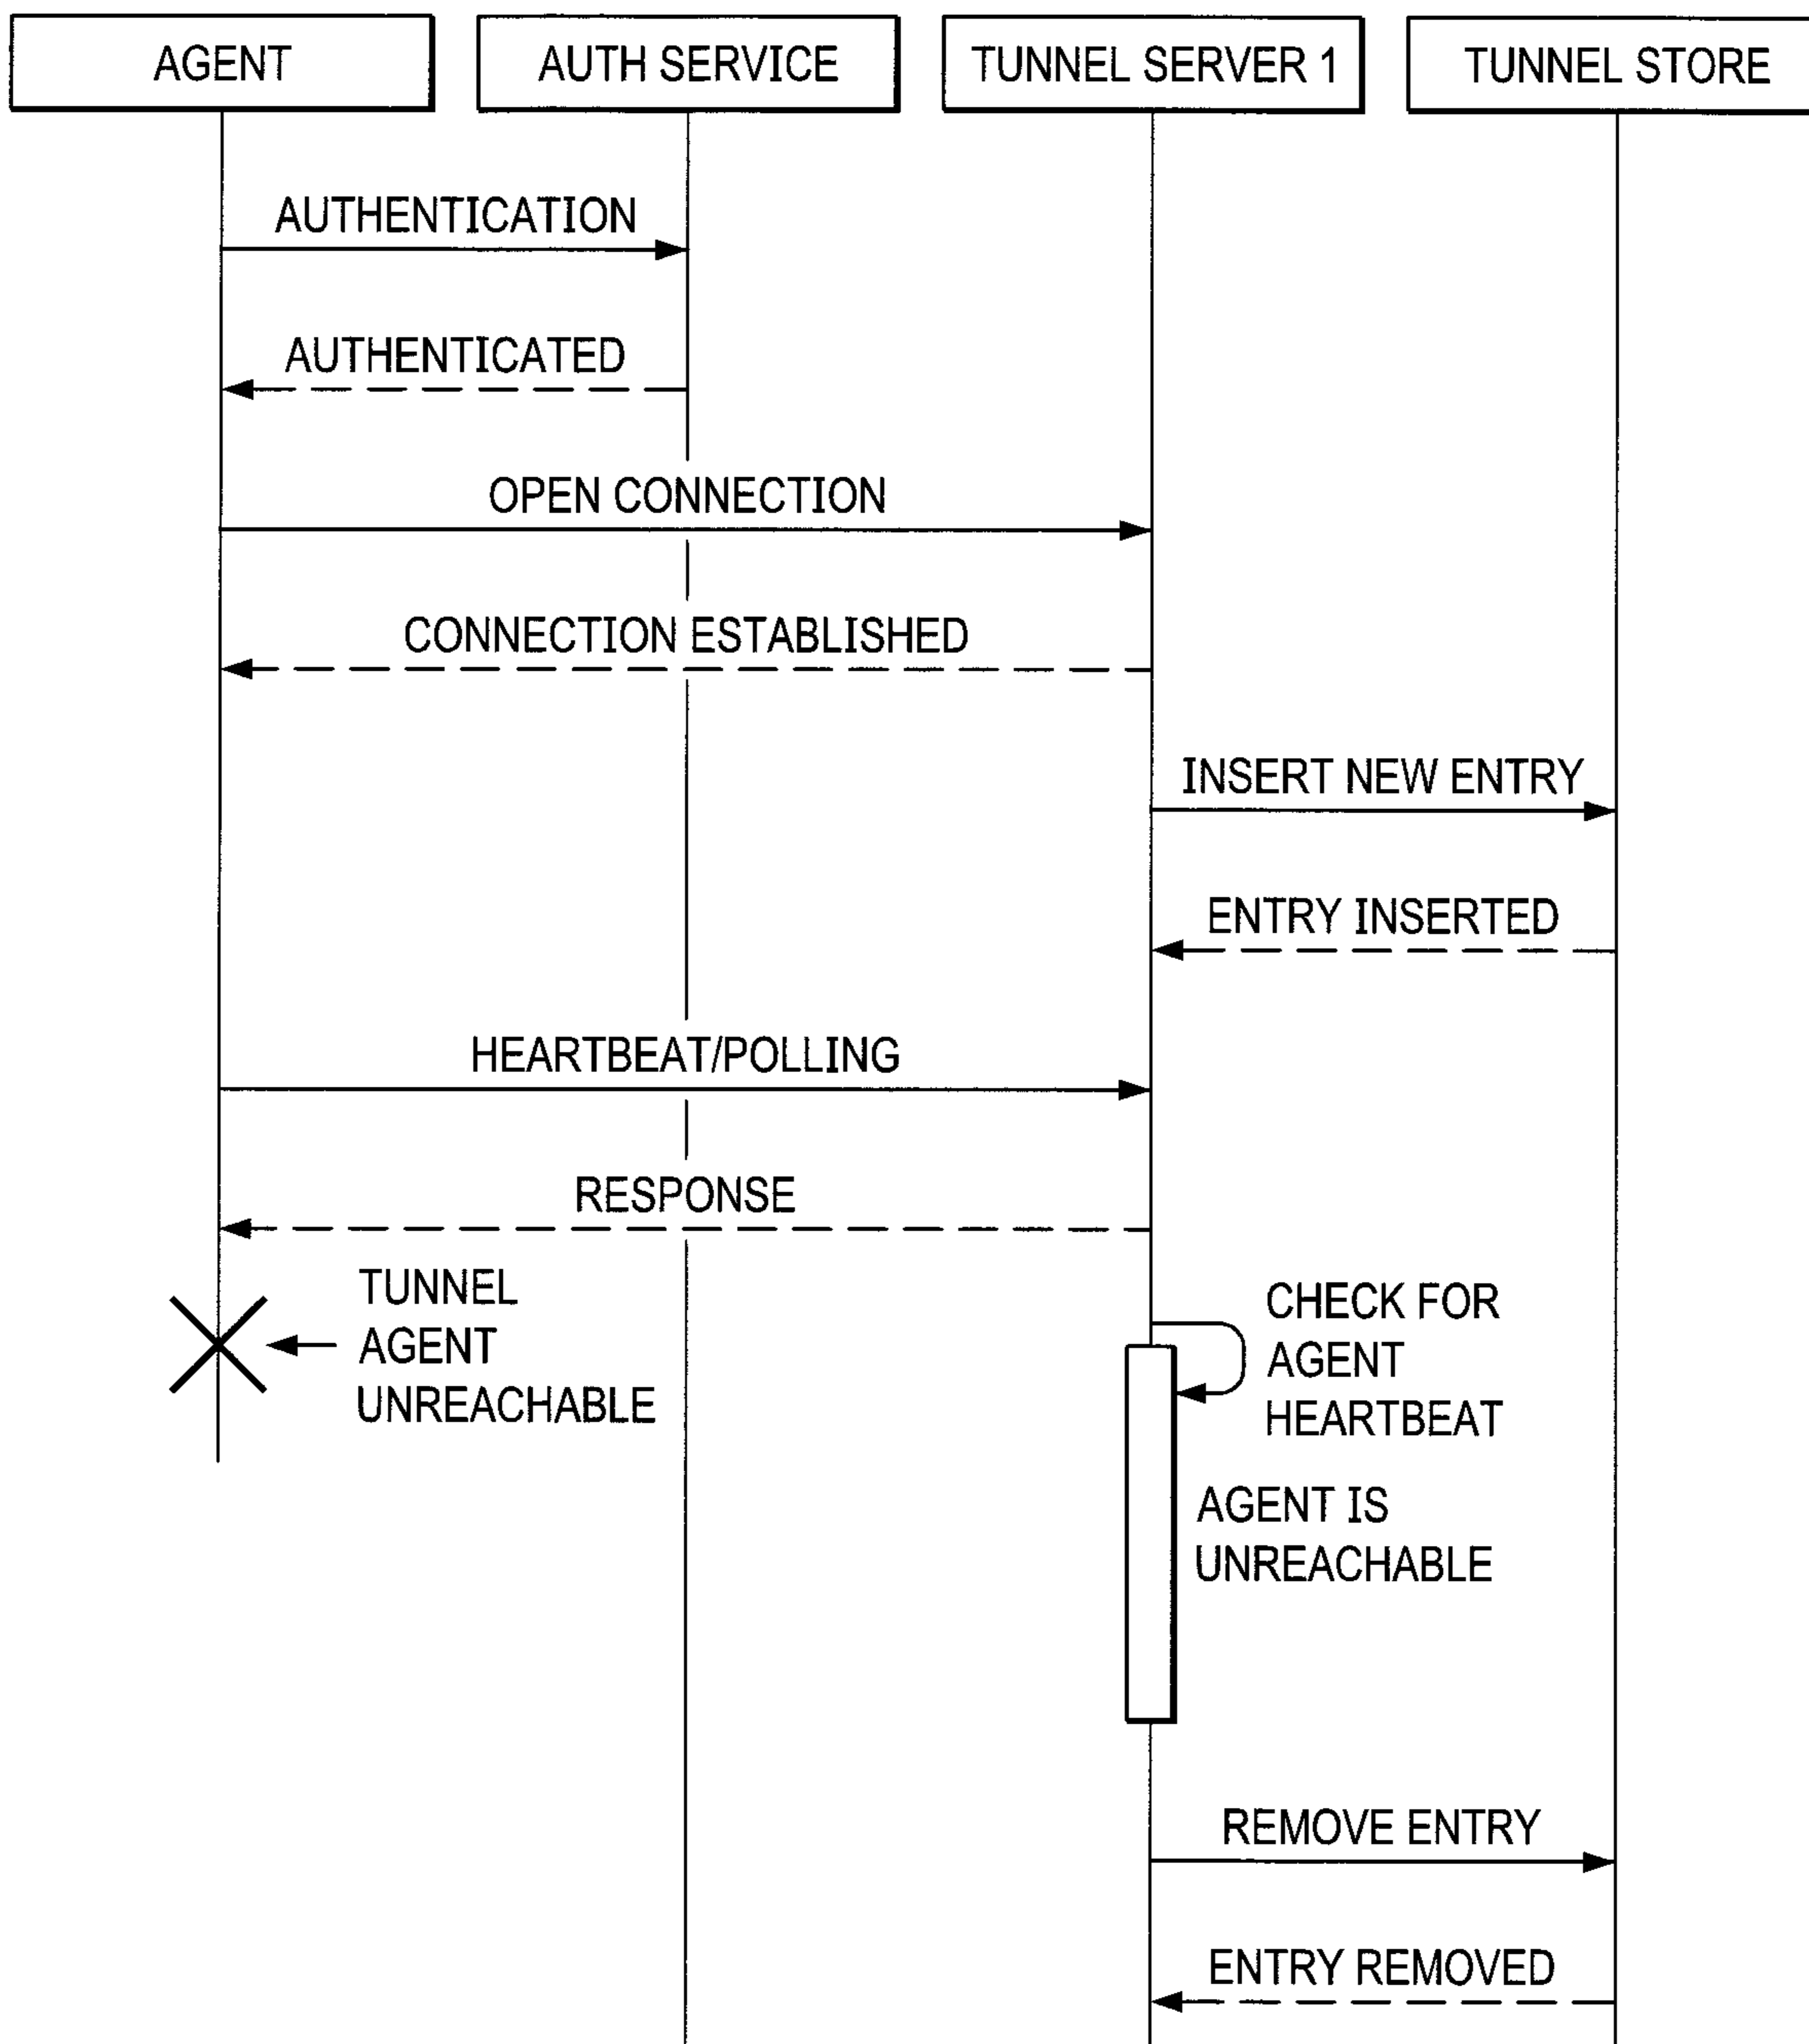 AGENT
AUTH SERVICE
TUNNEL SERVER 1
TUNNEL STORE
AUTHENTICATION
AUTHENTICATED
OPEN CONNECTION
CONNECTION ESTABLISHED
INSERT NEW ENTRY
ENTRY INSERTED
HEARTBEAT/POLLING
RESPONSE
TUNNEL
AGENT
UNREACHABLE
CHECK FOR
AGENT
HEARTBEAT
AGENT IS
UNREACHABLE
REMOVE ENTRY
ENTRY REMOVED